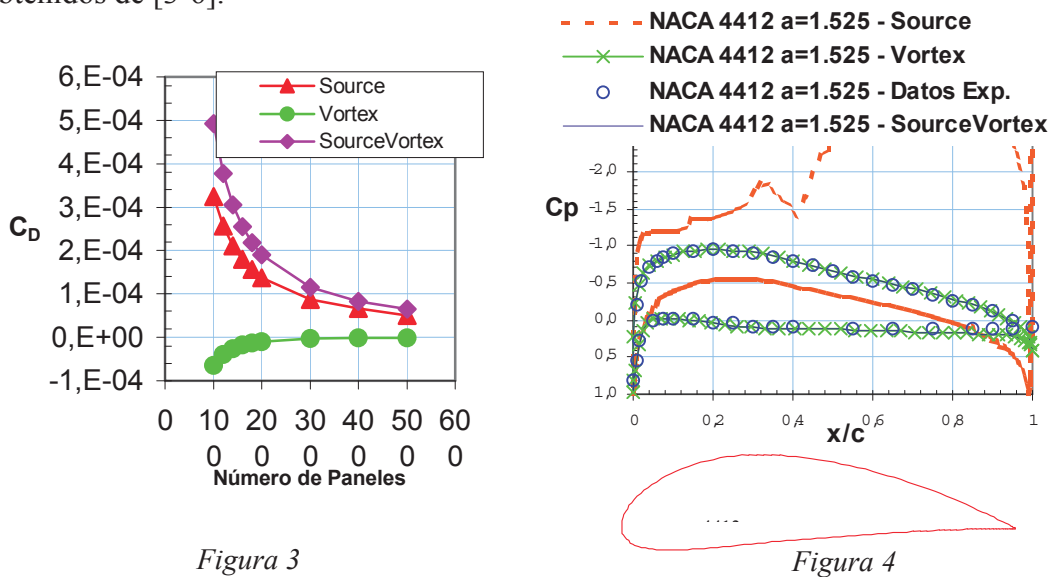 [5-6].
6,E-04
5,E-04
4,E-04
3,E-04
2,E-04
1,E-04
0,E+00
-1,E-04
C_D
Source
Vortex
SourceVortex
0 10 20 30 40 50 60
0 0 0 0 0 0
Número de Paneles
Figura 3
NACA 4412 a=1.525 - Source
NACA 4412 a=1.525 - Vortex
NACA 4412 a=1.525 - Datos Exp.
NACA 4412 a=1.525 - SourceVortex
Cp
-2,0
-1,5
-1,0
-0,5
0,0
0,5
1,0
0 0,2 0,4 0,6 0,8 1
x/c
Figura 4